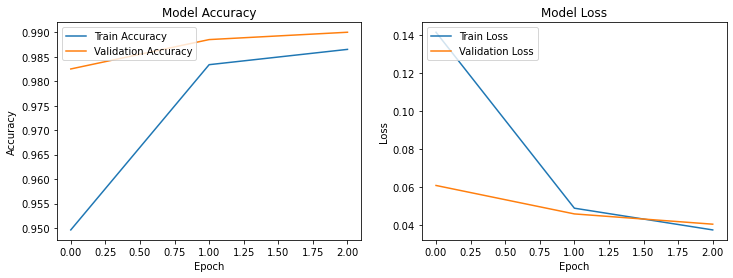 Model Accuracy
Train Accuracy
Validation Accuracy
0.990
0.985
0.980
0.975
0.970
0.965
0.960
0.955
0.950
Accuracy
0.00 0.25 0.50 0.75 1.00 1.25 1.50 1.75 2.00
Epoch
Model Loss
Train Loss
Validation Loss
0.14
0.12
0.10
0.08
0.06
0.04
Loss
0.00 0.25 0.50 0.75 1.00 1.25 1.50 1.75 2.00
Epoch